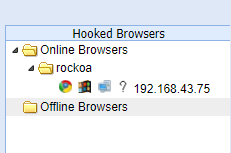 Hooked Browsers
Online Browsers
rockoa
? 192.168.43.75
Offline Browsers